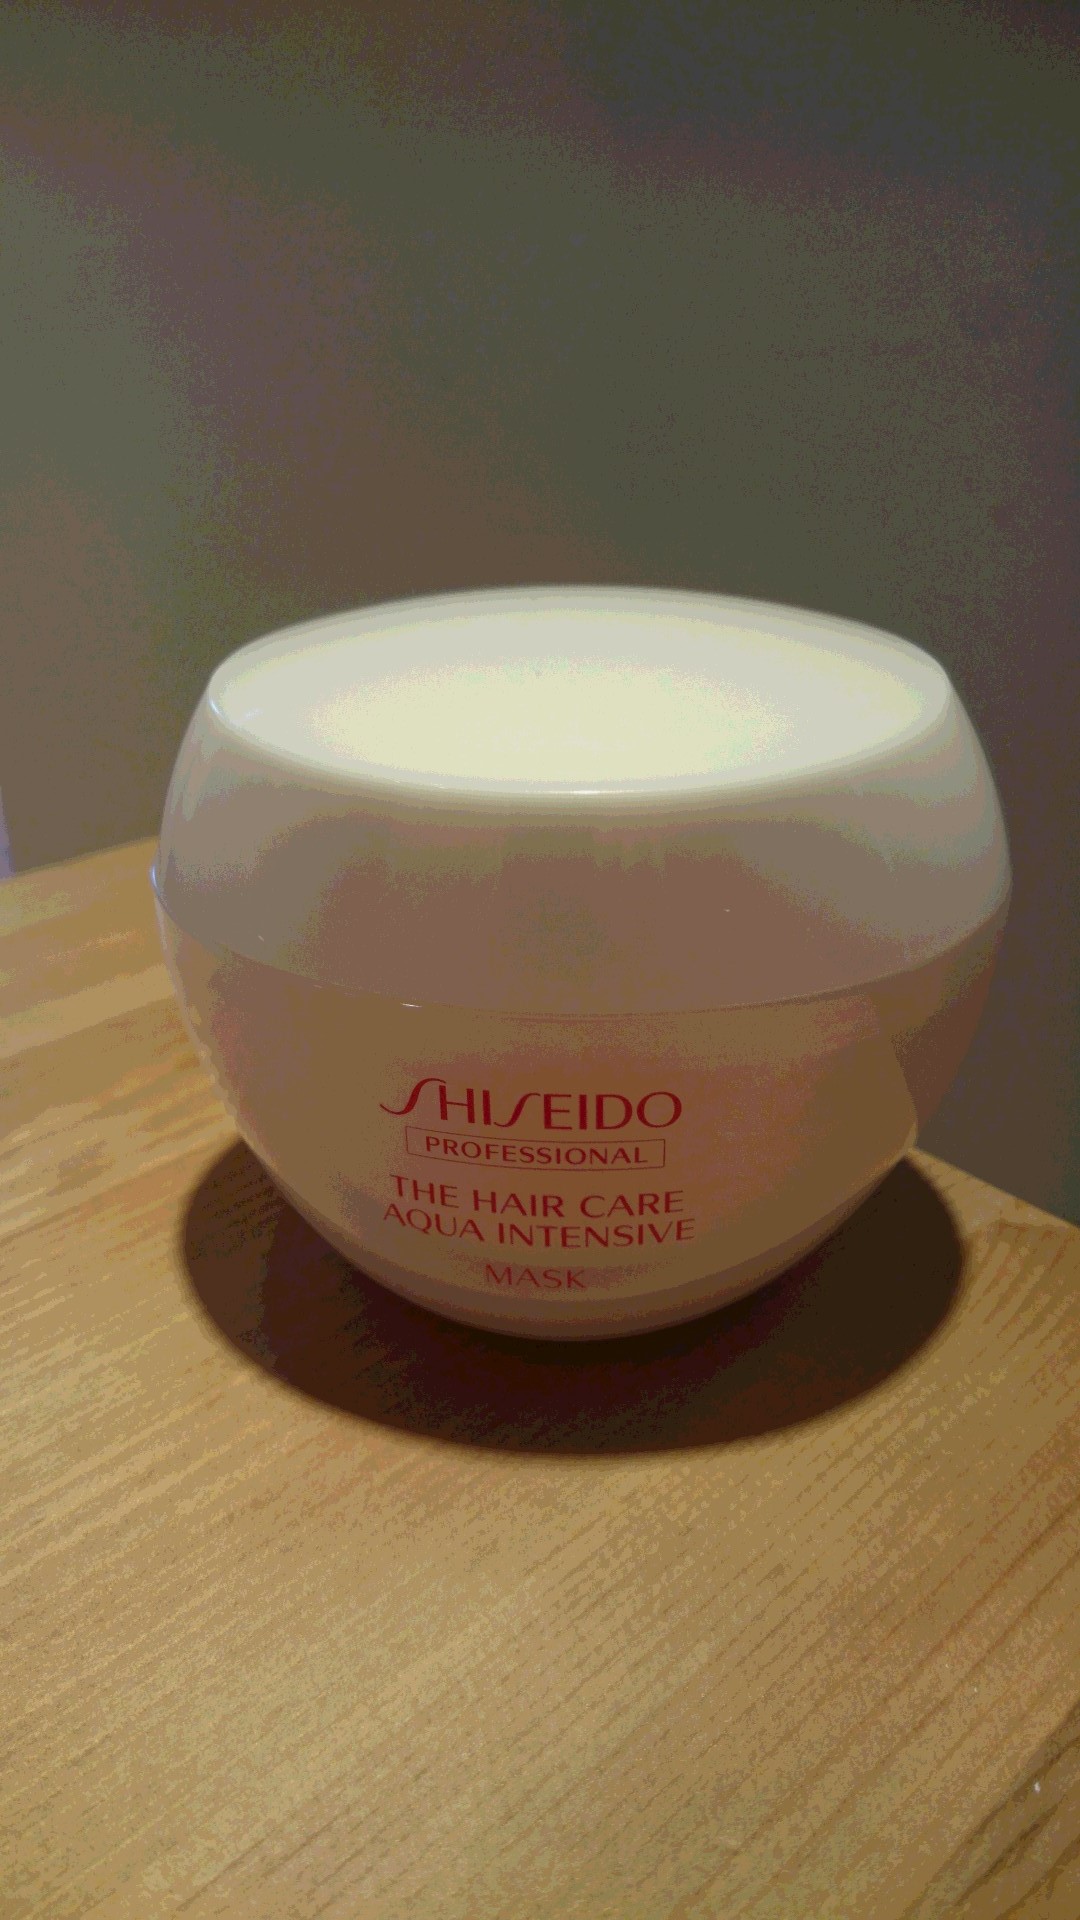 SHISEIDO
PROFESSIONAL
THE HAIR CARE
AQUA INTENSIVE
MASK